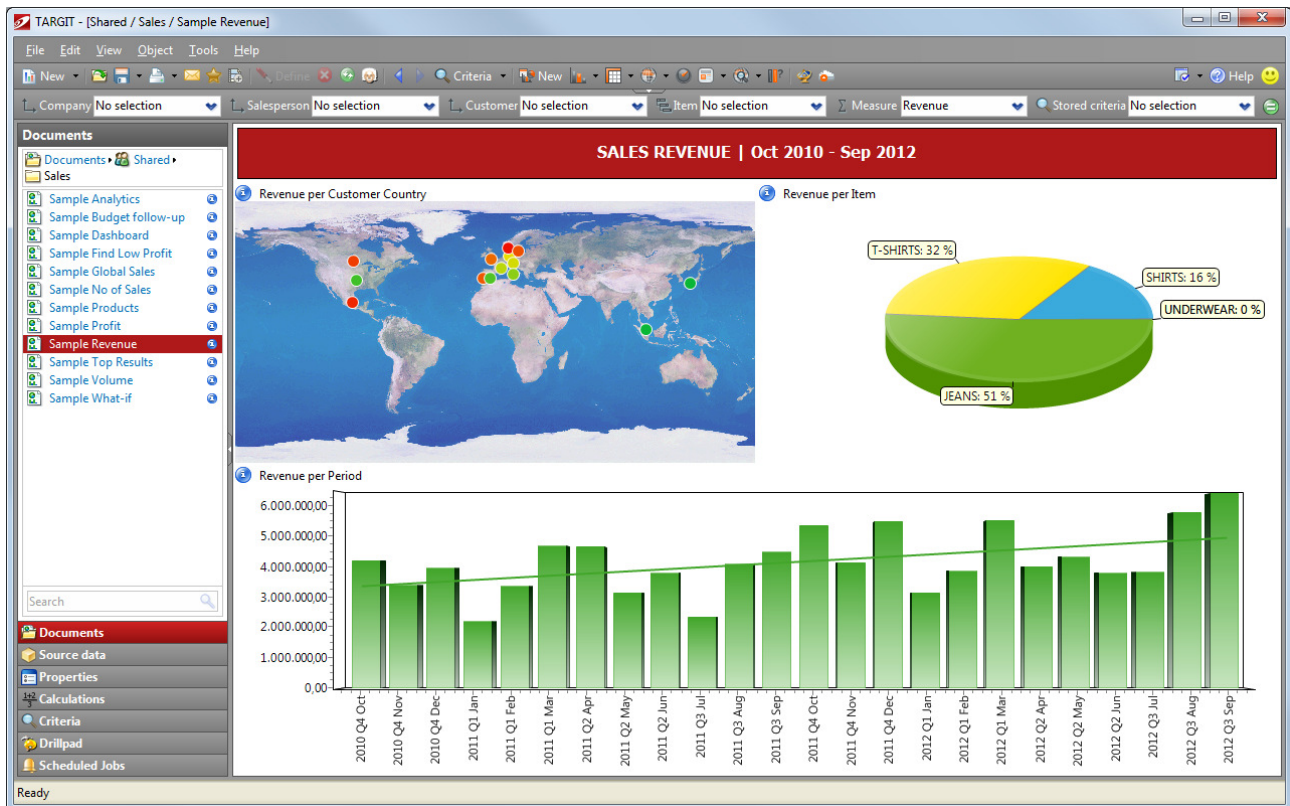 TARGIT - [Shared / Sales / Sample Revenue]
File Edit View Object Tools Help
New Define Criteria New Help
Company No selection Salesperson No selection Customer No selection Item No selection Measure Revenue Stored criteria No selection
Documents
Documents Shared
Sales
Sample Analytics
Sample Budget follow-up
Sample Dashboard
Sample Find Low Profit
Sample Global Sales
Sample No of Sales
Sample Products
Sample Profit
Sample Revenue
Sample Top Results
Sample Volume
Sample What-if
Search
Documents
Source data
Properties
Calculations
Criteria
Drillpad
Scheduled Jobs
SALES REVENUE | Oct 2010 - Sep 2012
Revenue per Customer Country
Revenue per Item
T-SHIRTS: 32 %
SHIRTS: 16 %
UNDERWEAR: 0 %
JEANS: 51 %
Revenue per Period
6.000.000,00
5.000.000,00
4.000.000,00
3.000.000,00
2.000.000,00
1.000.000,00
0,00
2010 Q4 Oct
2010 Q4 Nov
2010 Q4 Dec
2011 Q1 Jan
2011 Q1 Feb
2011 Q1 Mar
2011 Q2 Apr
2011 Q2 May
2011 Q2 Jun
2011 Q3 Jul
2011 Q3 Aug
2011 Q3 Sep
2011 Q4 Oct
2011 Q4 Nov
2011 Q4 Dec
2012 Q1 Jan
2012 Q1 Feb
2012 Q1 Mar
2012 Q2 Apr
2012 Q2 May
2012 Q2 Jun
2012 Q3 Jul
2012 Q3 Aug
2012 Q3 Sep
Ready